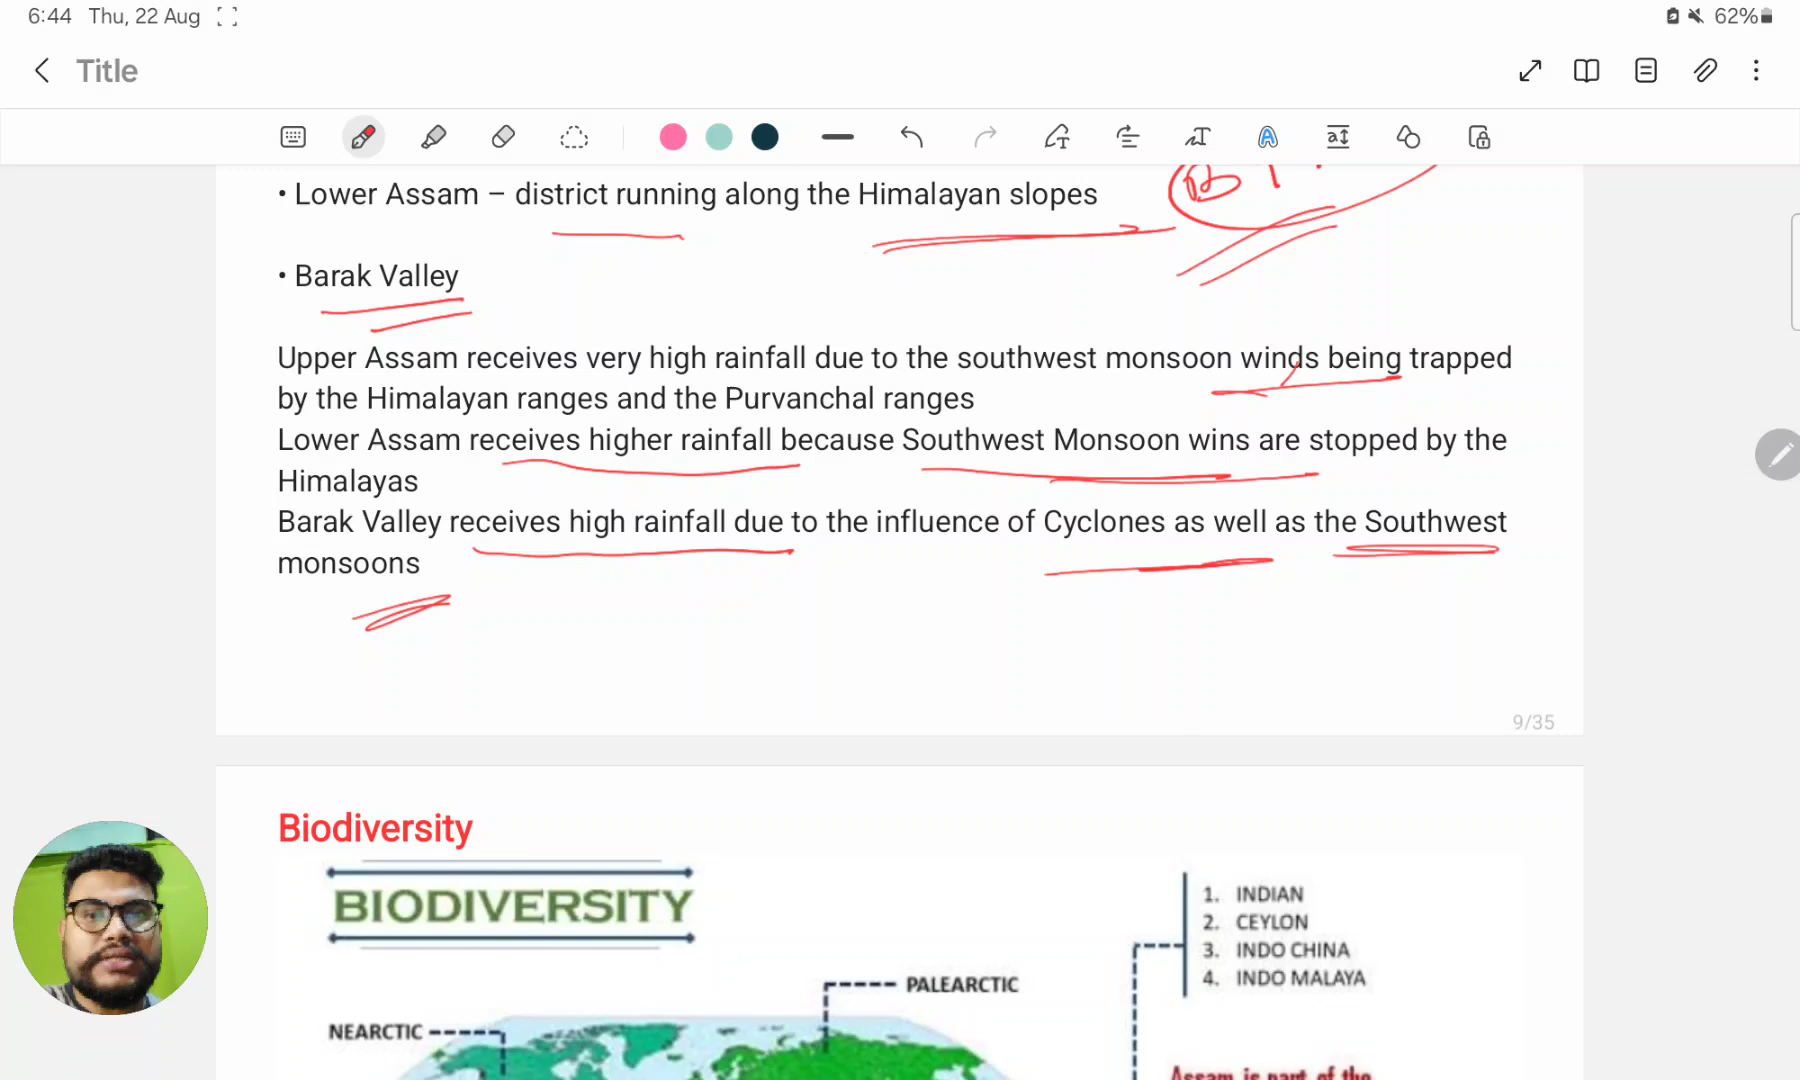 6:44 Thu, 22 Aug 62%
Title
• Lower Assam – district running along the Himalayan slopes
• Barak Valley
Upper Assam receives very high rainfall due to the southwest monsoon winds being trapped
by the Himalayan ranges and the Purvanchal ranges
Lower Assam receives higher rainfall because Southwest Monsoon wins are stopped by the
Himalayas
Barak Valley receives high rainfall due to the influence of Cyclones as well as the Southwest
monsoons
9/35
Biodiversity
BIODIVERSITY
1. INDIAN
2. CEYLON
3. INDO CHINA
4. INDO MALAYA
PALEARCTIC
NEARCTIC
Assam is part of the